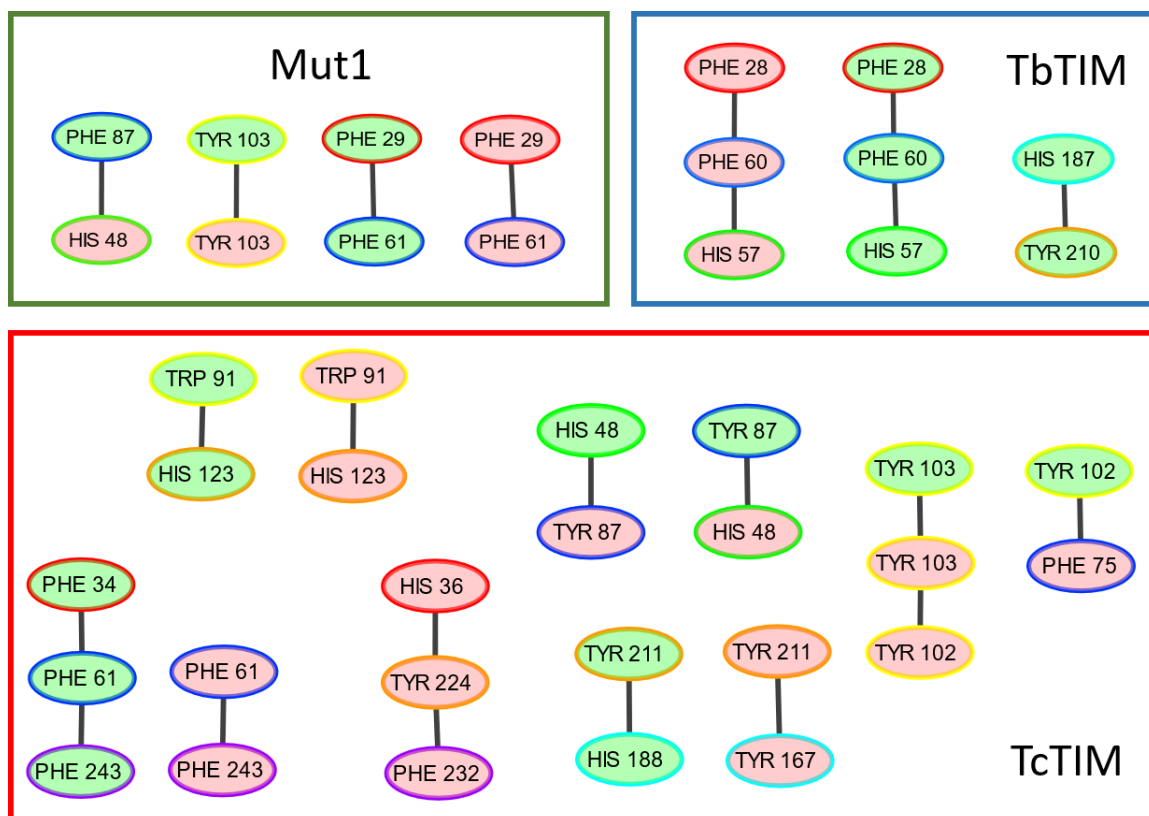 Mut1
PHE 87
TYR 103
PHE 29
PHE 29
HIS 48
TYR 103
PHE 61
PHE 61
TbTIM
PHE 28
PHE 28
PHE 60
PHE 60
HIS 187
HIS 57
HIS 57
TYR 210
TRP 91
TRP 91
HIS 123
HIS 123
HIS 48
TYR 87
TYR 87
HIS 48
TYR 103
TYR 102
TYR 103
PHE 75
TYR 102
PHE 34
PHE 61
PHE 61
PHE 243
PHE 243
HIS 36
TYR 224
PHE 232
TYR 211
TYR 211
HIS 188
TYR 167
TcTIM